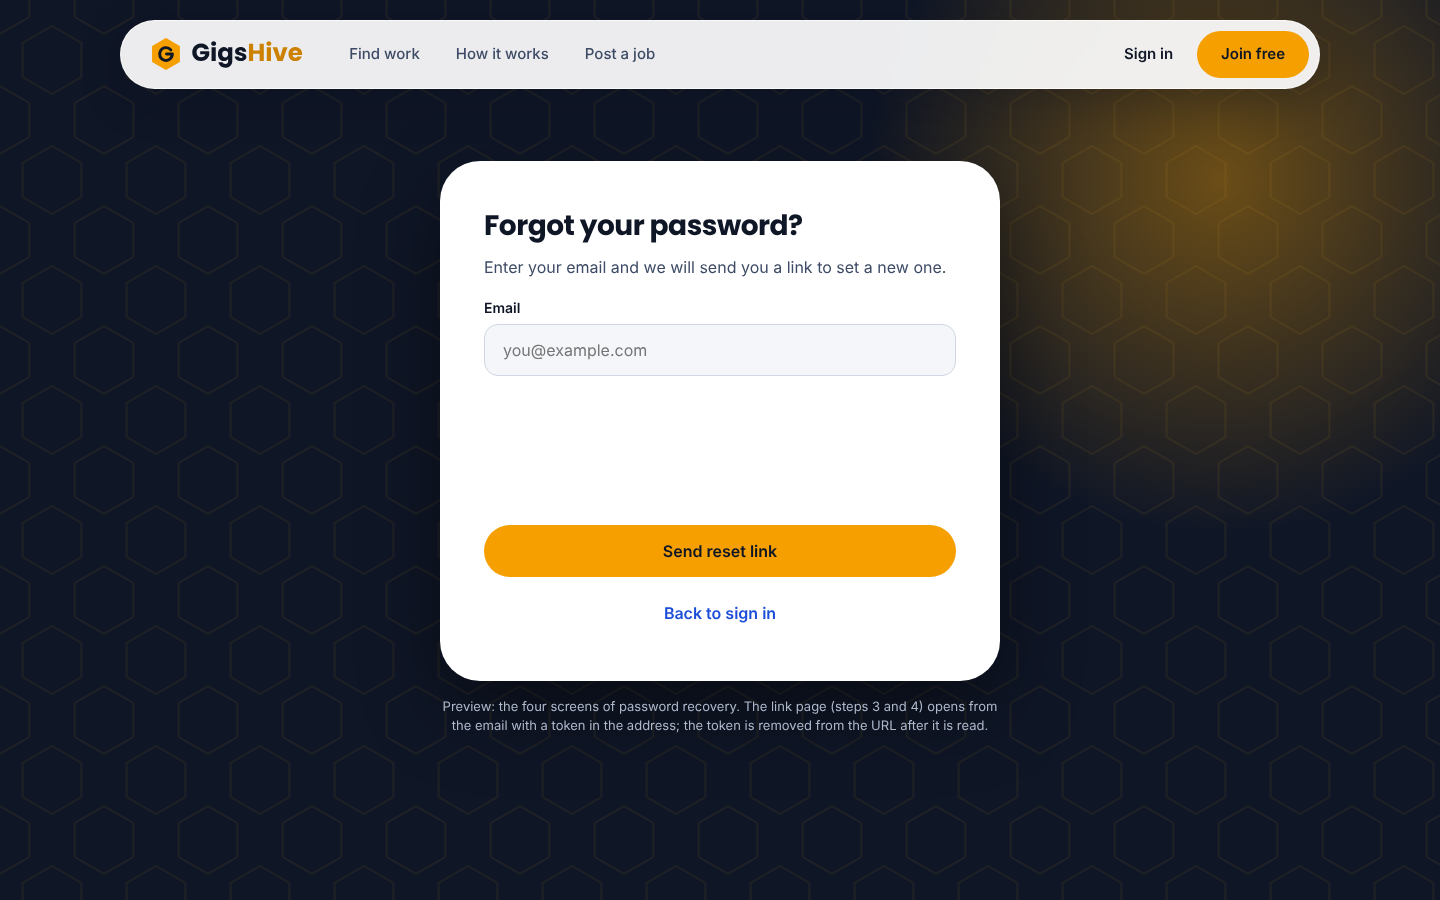 G GigsHive
Find work
How it works
Post a job
Sign in
Join free
Forgot your password?
Enter your email and we will send you a link to set a new one.
Email
you@example.com
Send reset link
Back to sign in
Preview: the four screens of password recovery. The link page (steps 3 and 4) opens from
the email with a token in the address; the token is removed from the URL after it is read.